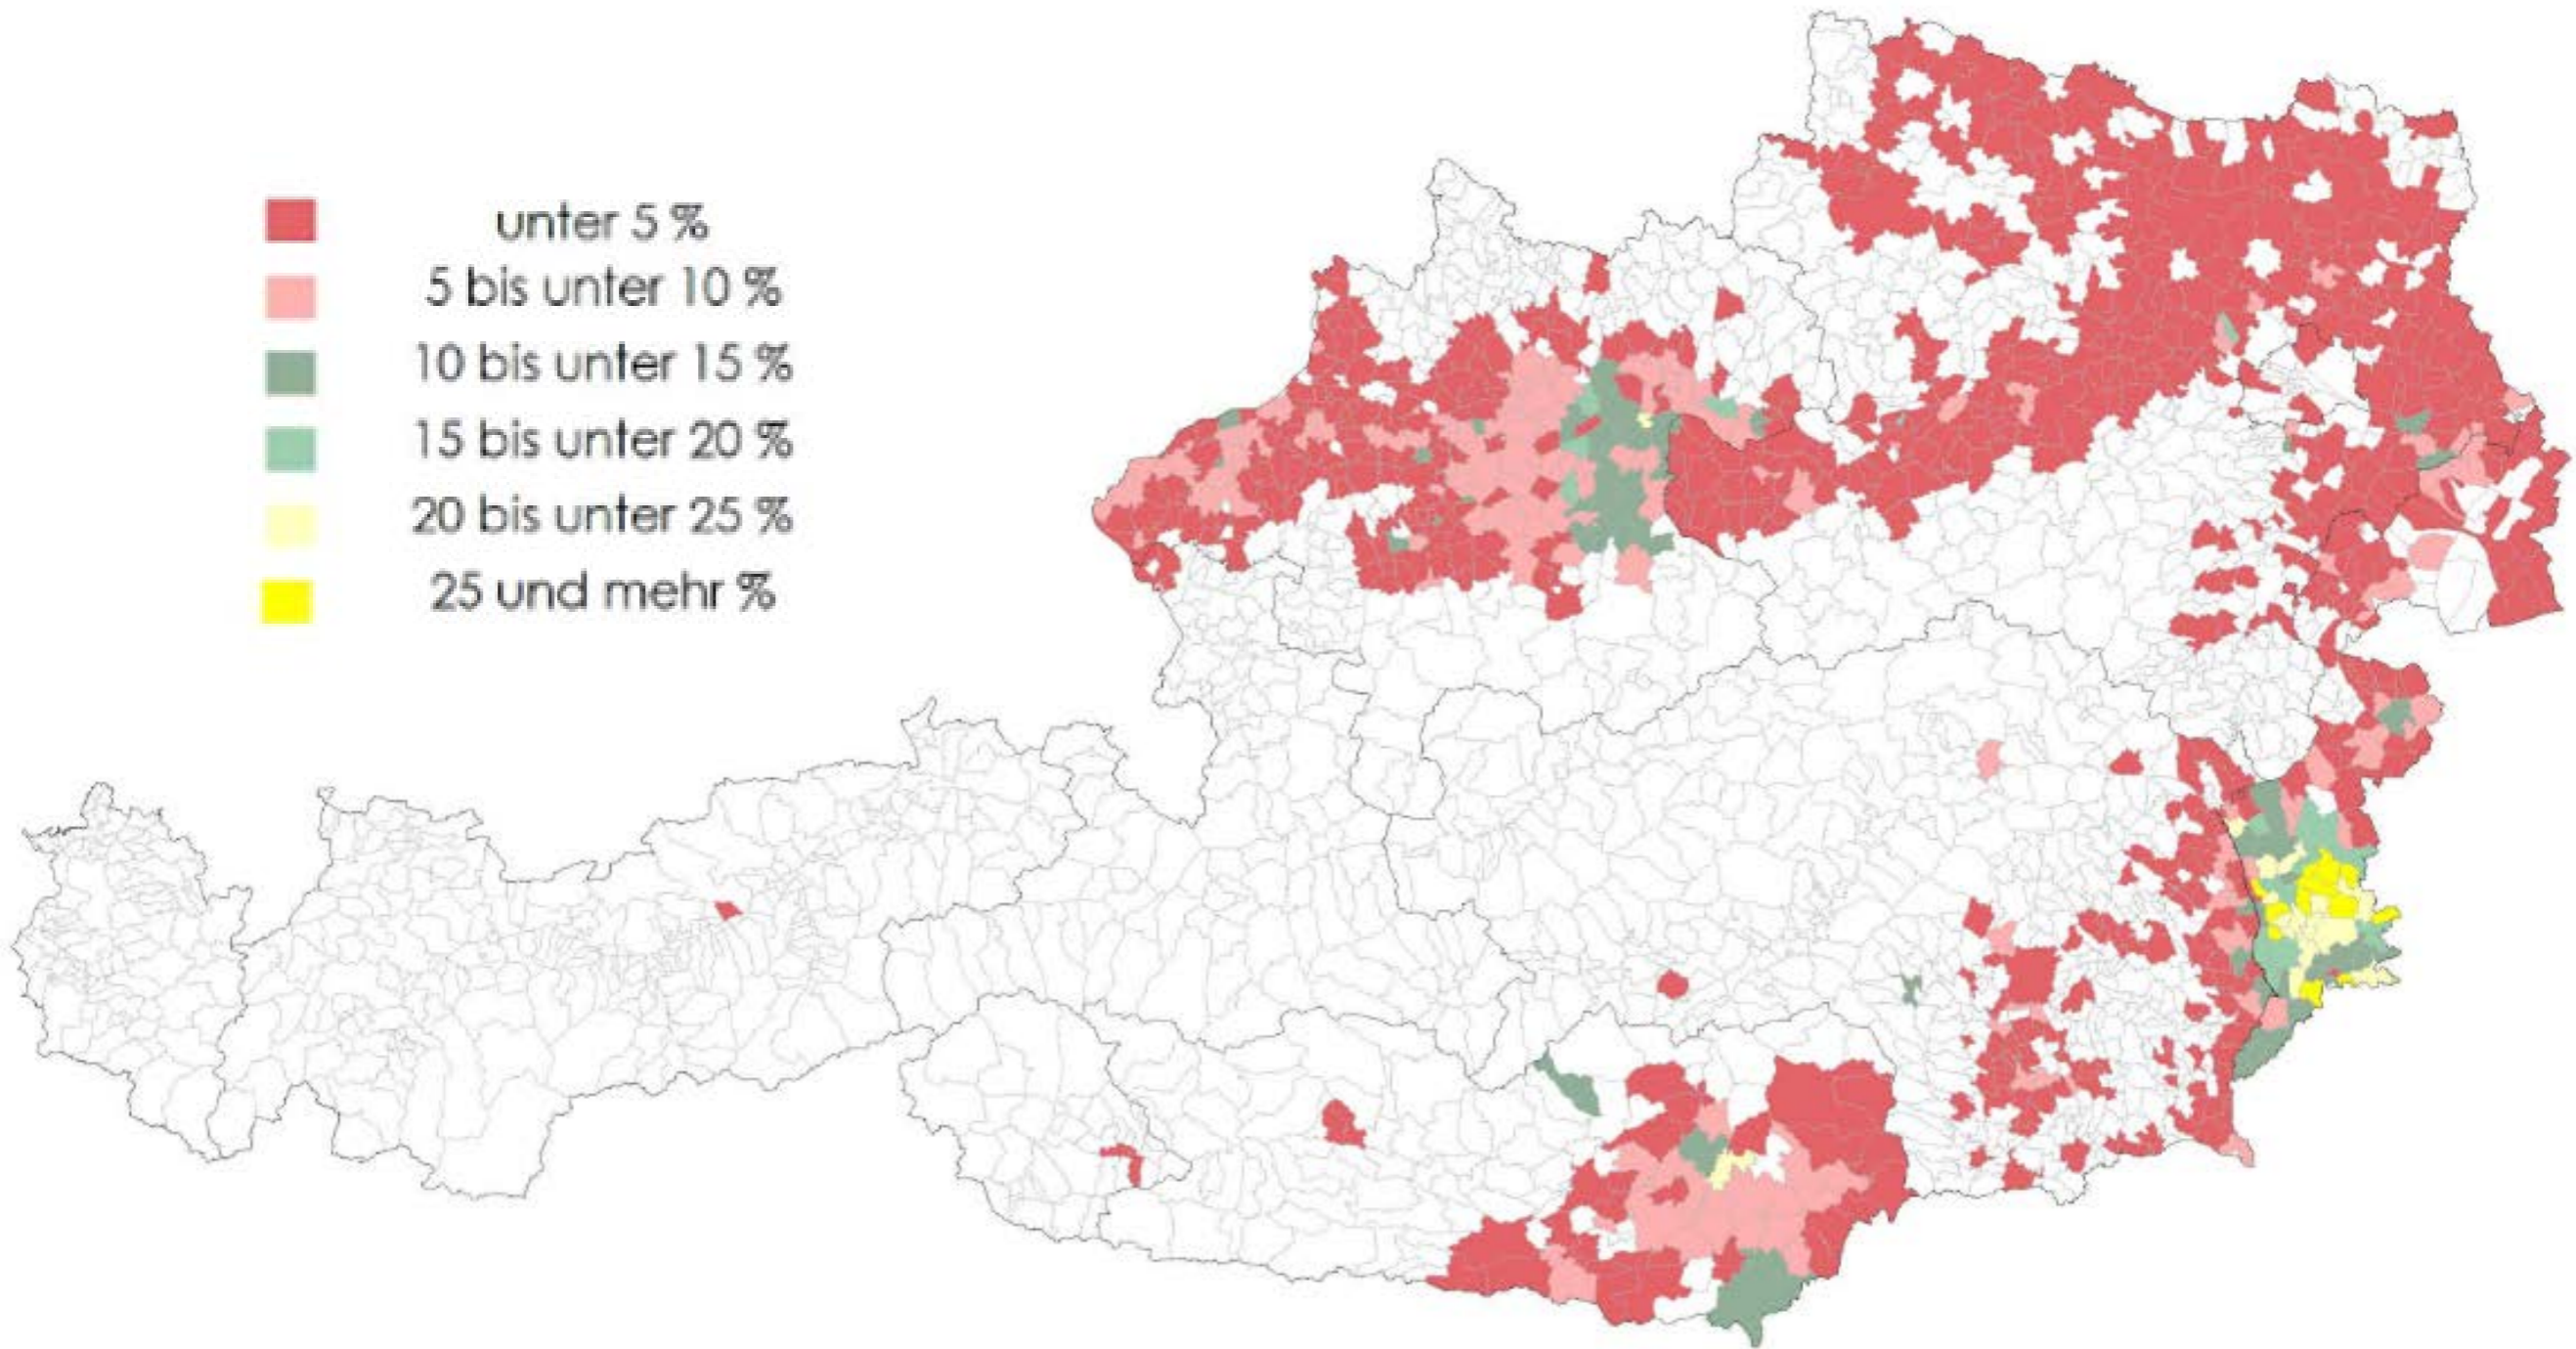 unter 5 %
5 bis unter 10 %
10 bis unter 15 %
15 bis unter 20 %
20 bis unter 25 %
25 und mehr %